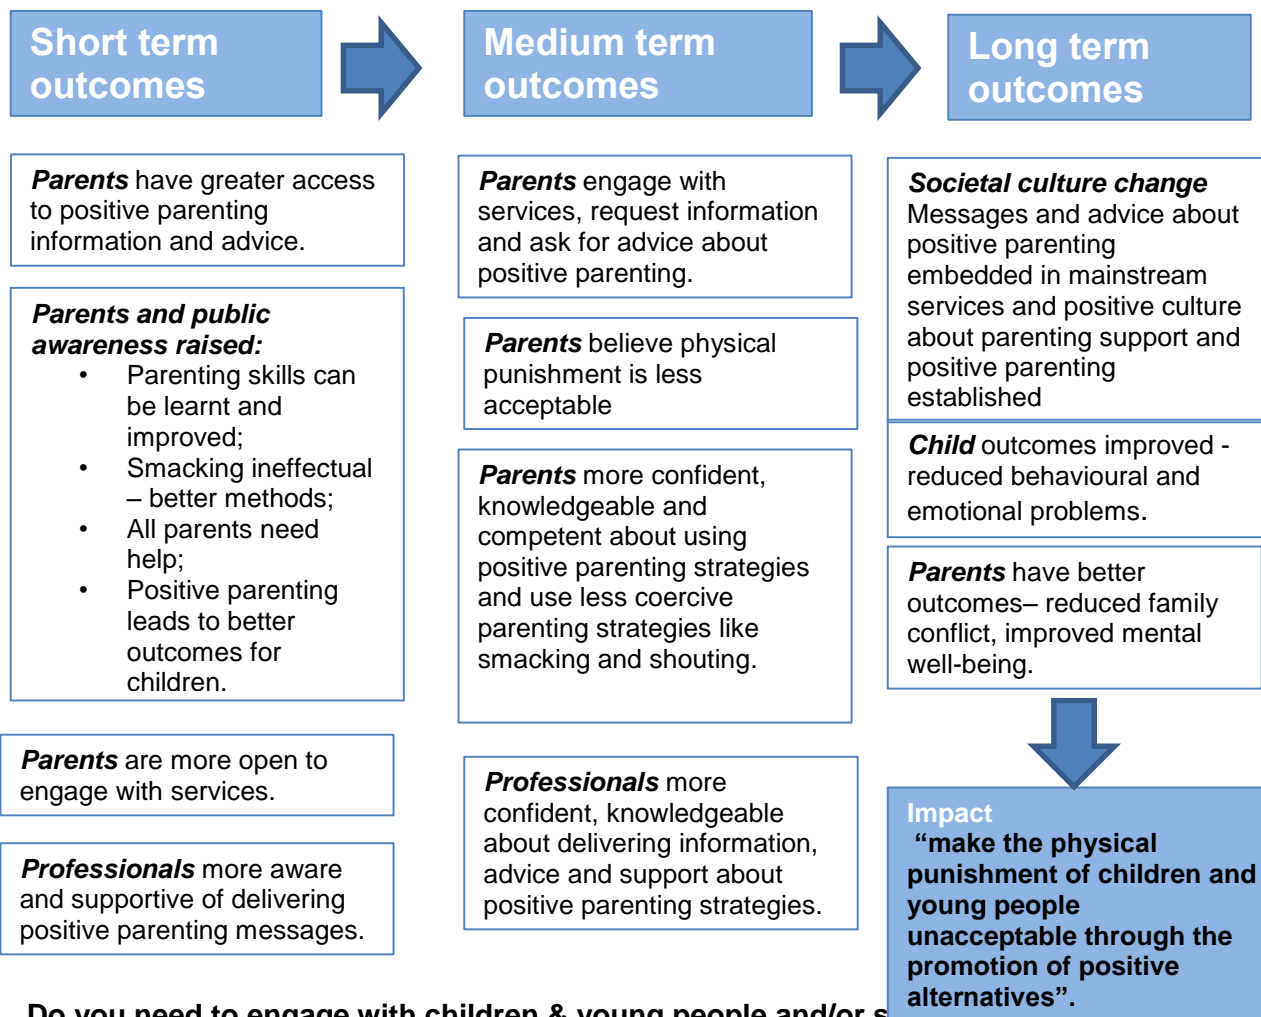 Short term
outcomes
Parents have greater access
to positive parenting
information and advice.
Parents and public
awareness raised:
• Parenting skills can
be learnt and
improved;
• Smacking ineffectual
– better methods;
• All parents need
help;
• Positive parenting
leads to better
outcomes for
children.
Parents are more open to
engage with services.
Professionals more aware
and supportive of delivering
positive parenting messages.
Medium term
outcomes
Parents engage with
services, request information
and ask for advice about
positive parenting.
Parents believe physical
punishment is less
acceptable
Parents more confident,
knowledgeable and
competent about using
positive parenting strategies
and use less coercive
parenting strategies like
smacking and shouting.
Professionals more
confident, knowledgeable
about delivering information,
advice and support about
positive parenting strategies.
Long term
outcomes
Societal culture change
Messages and advice about
positive parenting
embedded in mainstream
services and positive culture
about parenting support and
positive parenting
established
Child outcomes improved -
reduced behavioural and
emotional problems.
Parents have better
outcomes– reduced family
conflict, improved mental
well-being.
Impact
“make the physical
punishment of children and
young people
unacceptable through the
promotion of positive
alternatives”.
Do you need to engage with children & young people and/or